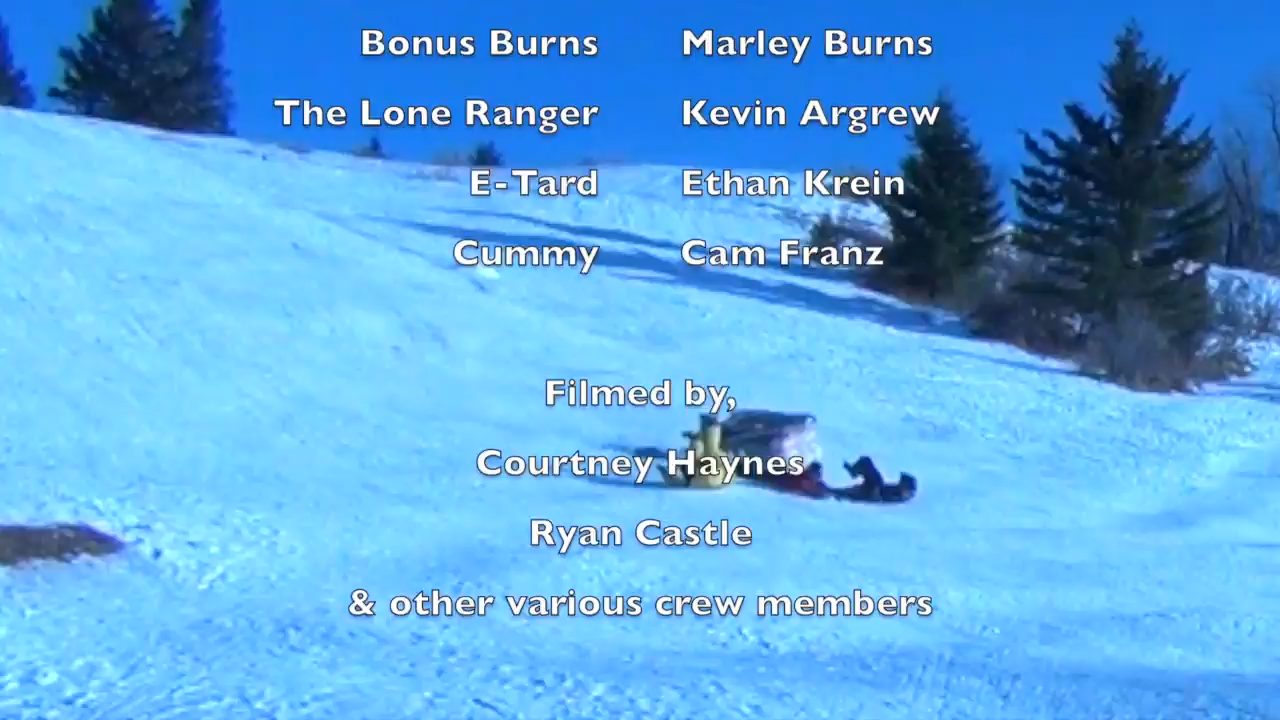 Bonus Burns Marley Burns
The Lone Ranger Kevin Argrew
E-Tard Ethan Krein
Cummy Cam Franz
Filmed by,
Courtney Haynes
Ryan Castle
& other various crew members